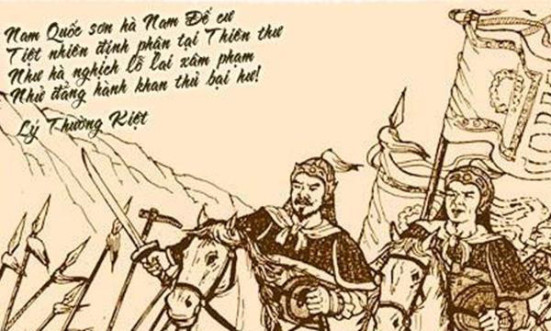 Nam Quốc sơn hà Nam Đế cư
Tiệt nhiên định phân tại Thiên thư
Như hà nghịch lỗ lai xâm phạm
Nhữ đẳng hành khan thủ bại hư!
Lý Thường Kiệt